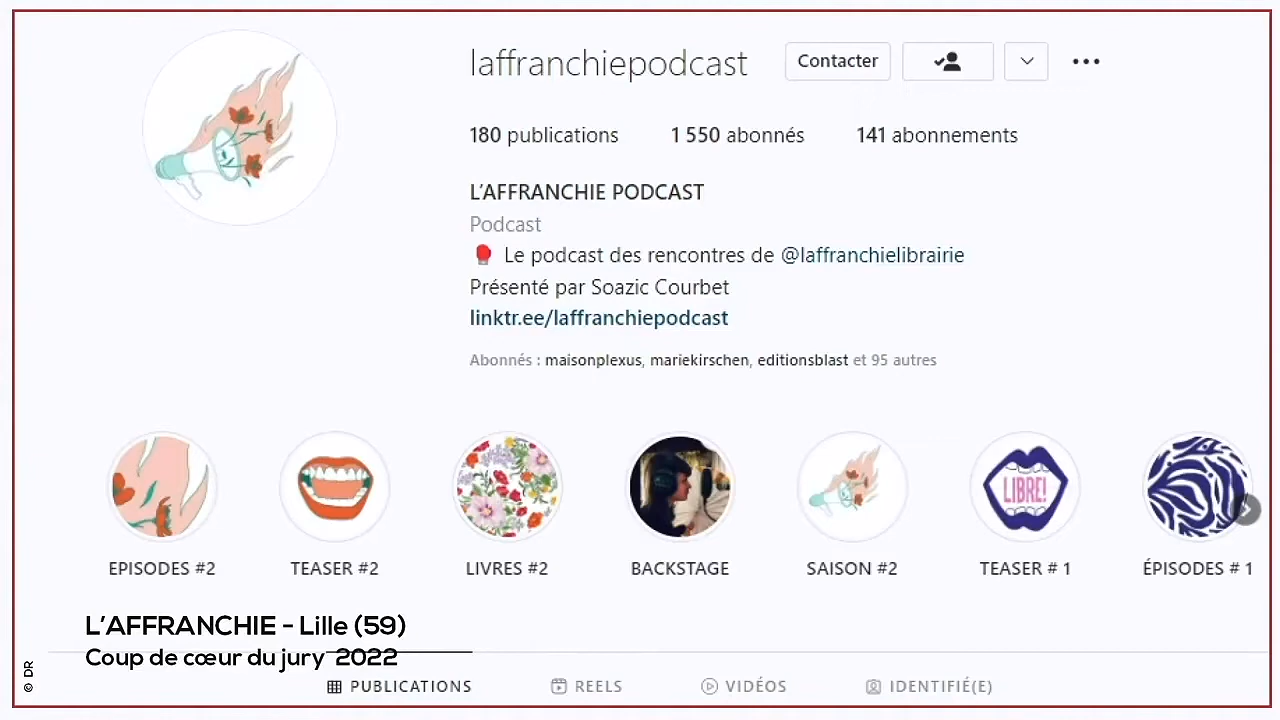 laffranchiepodcast Contacter
180 publications 1 550 abonnés 141 abonnements
L'AFFRANCHIE PODCAST
Podcast
🥊 Le podcast des rencontres de @laffranchielibrairie
Présenté par Soazic Courbet
linktr.ee/laffranchiepodcast
Abonnés : maisonplexus, mariekirschen, editionsblast et 95 autres
LIBRE!
EPISODES #2 TEASER #2 LIVRES #2 BACKSTAGE SAISON #2 TEASER # 1 ÉPISODES # 1
L'AFFRANCHIE - Lille (59)
Coup de cœur du jury 2022
© DR
PUBLICATIONS REELS VIDÉOS IDENTIFIÉ(E)